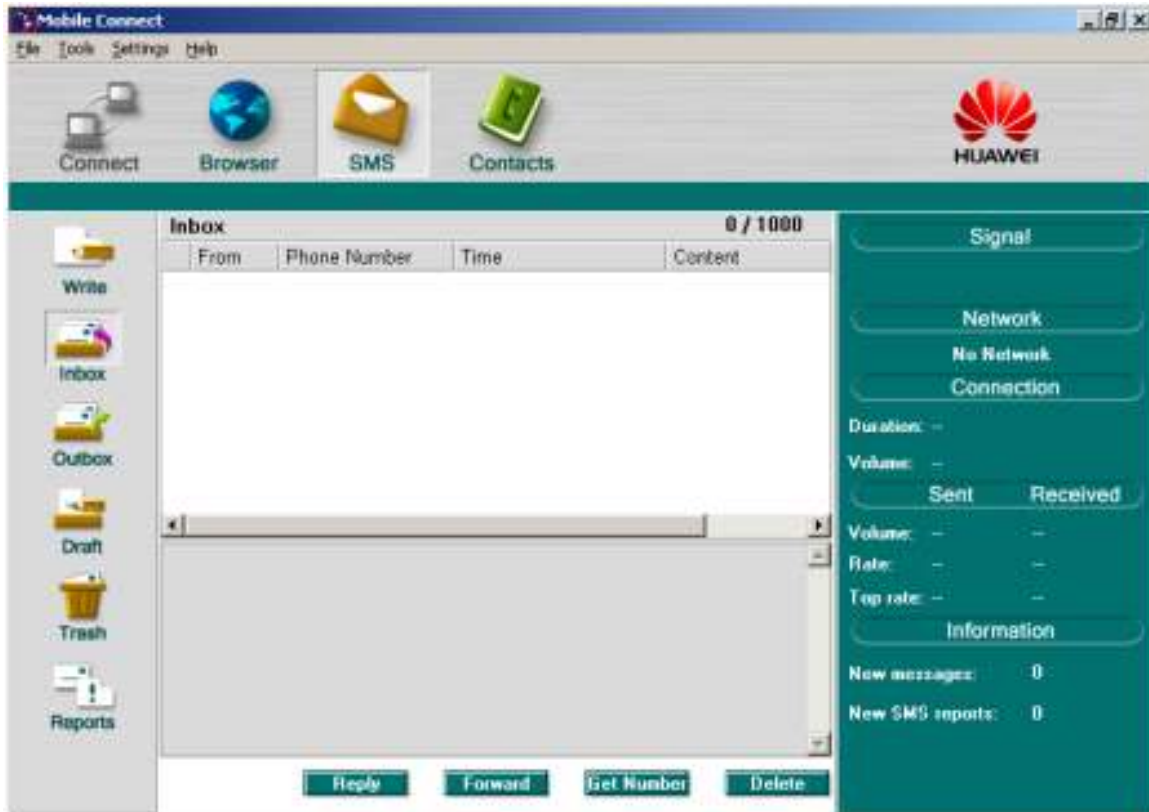 Mobile Connect
File Tools Settings Help
Connect Browser SMS Contacts
HUAWEI
Write
Inbox
Outbox
Draft
Trash
Reports
Inbox 0 / 1000
From Phone Number Time Content
Reply Forward Get Number Delete
Signal
Network
No Network
Connection
Duration: --
Volume: --
Sent Received
Volume: -- --
Rate: -- --
Top rate: -- --
Information
New messages: 0
New SMS reports: 0